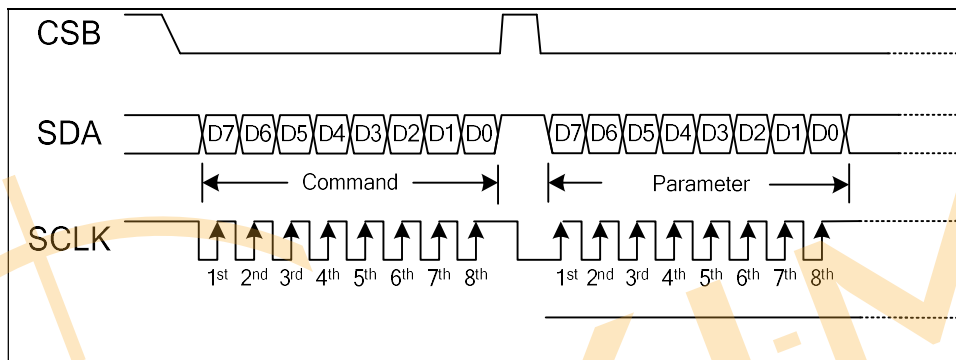 CSB
SDA D7 D6 D5 D4 D3 D2 D1 D0 D7 D6 D5 D4 D3 D2 D1 D0
Command Parameter
SCLK
1st 2nd 3rd 4th 5th 6th 7th 8th 1st 2nd 3rd 4th 5th 6th 7th 8th